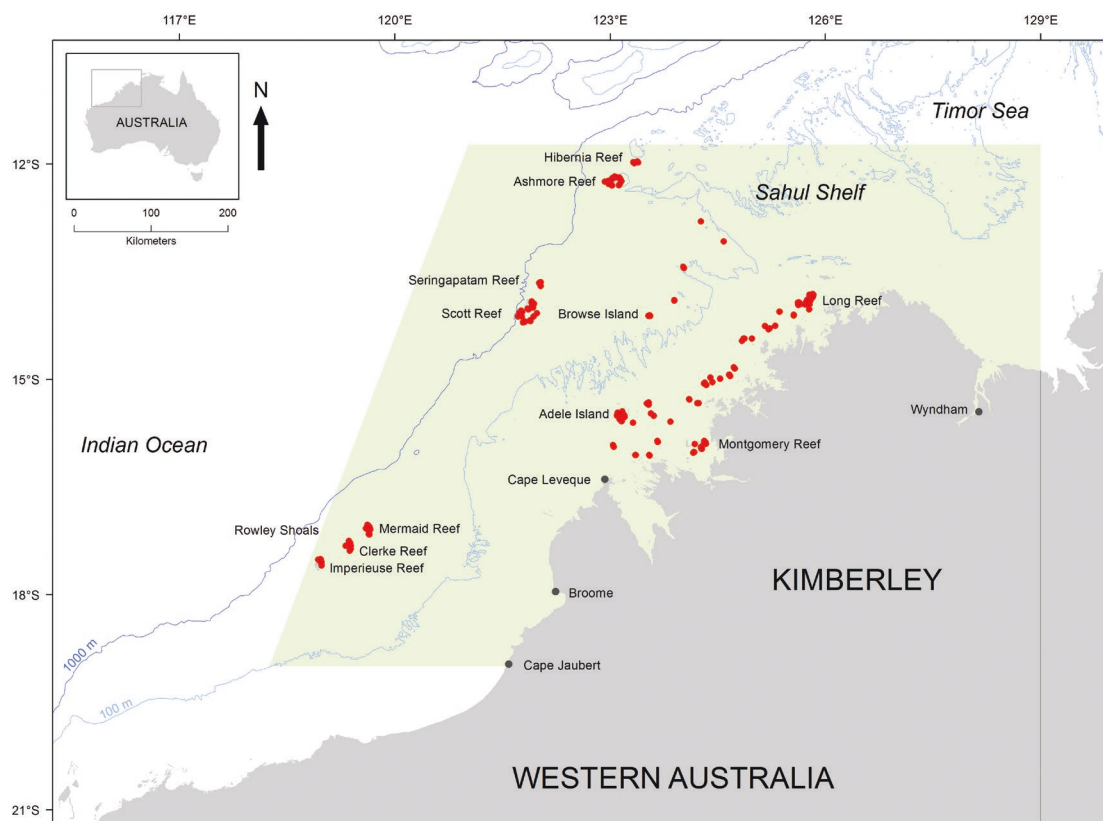 117°E
120°E
123°E
126°E
129°E
N
AUSTRALIA
0
100
200
Kilometers
Timor Sea
12°S
Hibernia Reef
Ashmore Reef
Sahul Shelf
Seringapatam Reef
Scott Reef
Browse Island
Long Reef
15°S
Adele Island
Wyndham
Indian Ocean
Montgomery Reef
Cape Leveque
Rowley Shoals
Mermaid Reef
Clerke Reef
Imperieuse Reef
KIMBERLEY
18°S
Broome
1000 m
Cape Jaubert
100 m
WESTERN AUSTRALIA
21°S